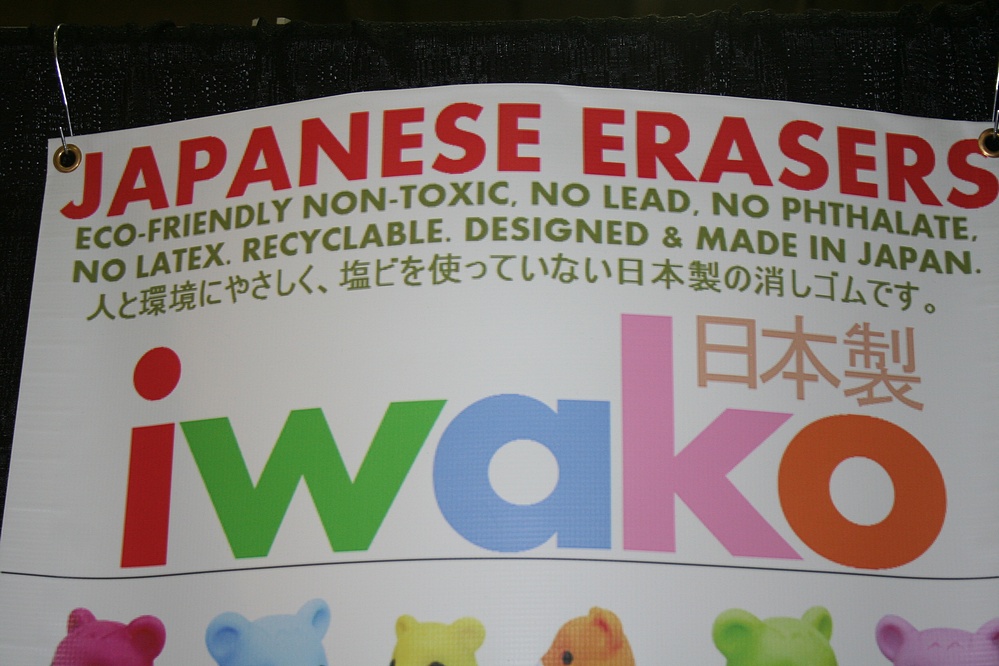 JAPANESE ERASERS
ECO-FRIENDLY NON-TOXIC, NO LEAD, NO PHTHALATE,
NO LATEX. RECYCLABLE. DESIGNED & MADE IN JAPAN.
人と環境にやさしく、塩ビを使っていない日本製の消しゴムです。
日本製
iwako